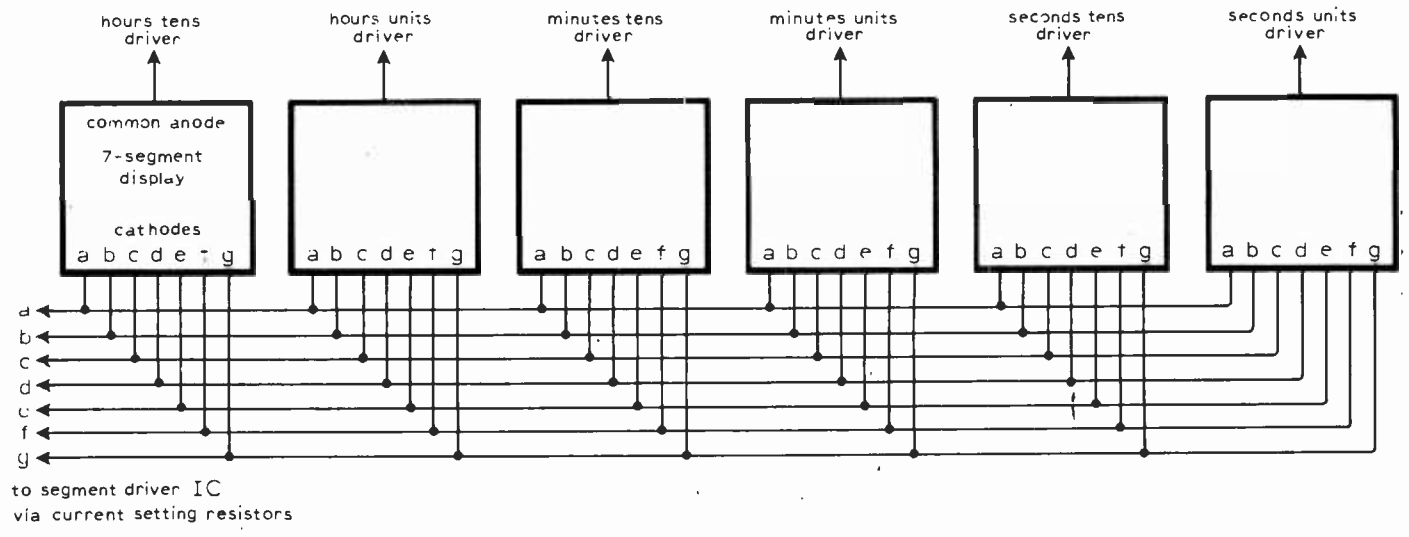 hours tens
driver
hours units
driver
minutes tens
driver
minutes units
driver
seconds tens
driver
seconds units
driver
common anode
7-segment
display
cathodes
a b c d e f g
a b c d e f g
a b c d e f g
a b c d e f g
a b c d e f g
a b c d e f g
a
b
c
d
e
f
g
to segment driver IC
via current setting resistors